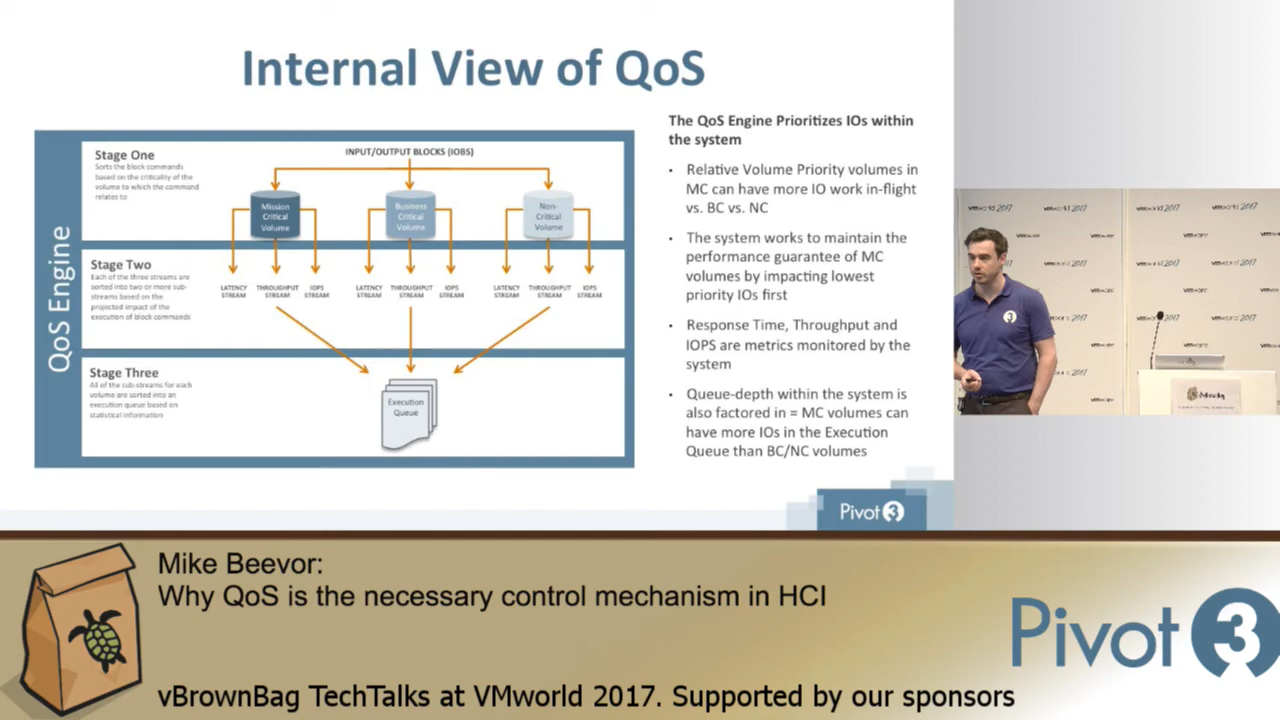 Internal View of QoS
QoS Engine
Stage One
Sorts the block commands
based on the criticality of the
volume to which the command
relates to
INPUT/OUTPUT BLOCKS (IOBS)
Mission
Critical
Volume
Business
Critical
Volume
Non-
Critical
Volume
Stage Two
Each of the three streams are
sorted into two or more sub-
streams based on the
projected impact of the
execution of block commands
LATENCY
STREAM
THROUGHPUT
STREAM
IOPS
STREAM
LATENCY
STREAM
THROUGHPUT
STREAM
IOPS
STREAM
LATENCY
STREAM
THROUGHPUT
STREAM
IOPS
STREAM
Stage Three
All of the sub-streams for each
volume are sorted into an
execution queue based on
statistical information
Execution
Queue
The QoS Engine Prioritizes IOs within
the system
• Relative Volume Priority volumes in
MC can have more IO work in-flight
vs. BC vs. NC
• The system works to maintain the
performance guarantee of MC
volumes by impacting lowest
priority IOs first
• Response Time, Throughput and
IOPS are metrics monitored by the
system
• Queue-depth within the system is
also factored in = MC volumes can
have more IOs in the Execution
Queue than BC/NC volumes
Pivot3
vmworld 2017
vmware
3
Mike Beevor:
Why QoS is the necessary control mechanism in HCI
Pivot3
vBrownBag TechTalks at VMworld 2017. Supported by our sponsors